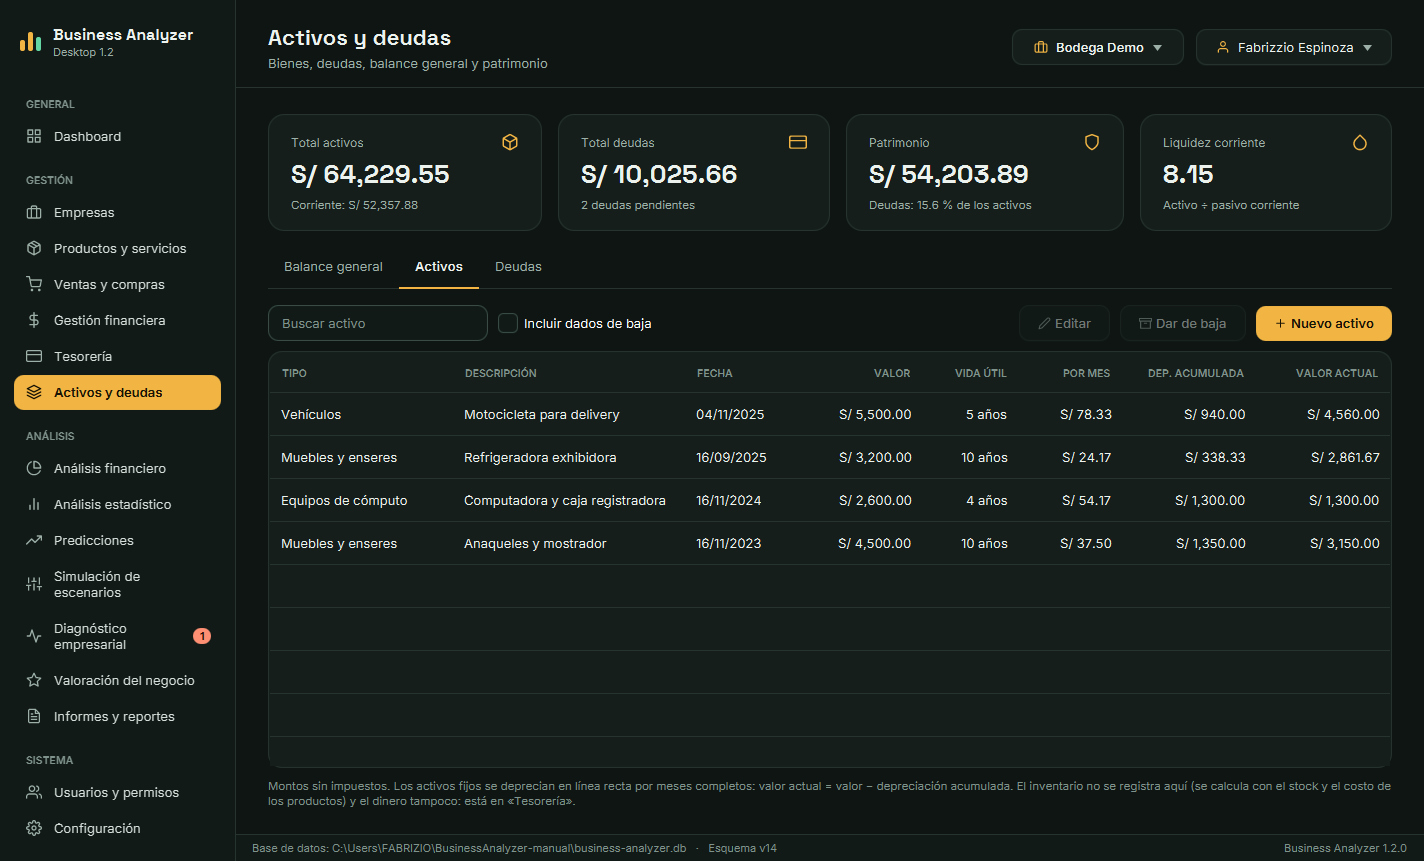 Business Analyzer
Desktop 1.2
GENERAL
Dashboard
GESTIÓN
Empresas
Productos y servicios
Ventas y compras
Gestión financiera
Tesorería
Activos y deudas
ANÁLISIS
Análisis financiero
Análisis estadístico
Predicciones
Simulación de
escenarios
Diagnóstico
empresarial
1
Valoración del negocio
Informes y reportes
SISTEMA
Usuarios y permisos
Configuración
Activos y deudas
Bienes, deudas, balance general y patrimonio
Bodega Demo
Fabrizzio Espinoza
Total activos
S/ 64,229.55
Corriente: S/ 52,357.88
Total deudas
S/ 10,025.66
2 deudas pendientes
Patrimonio
S/ 54,203.89
Deudas: 15.6 % de los activos
Liquidez corriente
8.15
Activo ÷ pasivo corriente
Balance general Activos Deudas
Buscar activo Incluir dados de baja Editar Dar de baja + Nuevo activo
TIPO DESCRIPCIÓN FECHA VALOR VIDA ÚTIL POR MES DEP. ACUMULADA VALOR ACTUAL
Vehículos Motocicleta para delivery 04/11/2025 S/ 5,500.00 5 años S/ 78.33 S/ 940.00 S/ 4,560.00
Muebles y enseres Refrigeradora exhibidora 16/09/2025 S/ 3,200.00 10 años S/ 24.17 S/ 338.33 S/ 2,861.67
Equipos de cómputo Computadora y caja registradora 16/11/2024 S/ 2,600.00 4 años S/ 54.17 S/ 1,300.00 S/ 1,300.00
Muebles y enseres Anaqueles y mostrador 16/11/2023 S/ 4,500.00 10 años S/ 37.50 S/ 1,350.00 S/ 3,150.00
Montos sin impuestos. Los activos fijos se deprecian en línea recta por meses completos: valor actual = valor − depreciación acumulada. El inventario no se registra aquí (se calcula con el stock y el costo de
los productos) y el dinero tampoco: está en «Tesorería».
Base de datos: C:\Users\FABRIZIO\BusinessAnalyzer-manual\business-analyzer.db · Esquema v14
Business Analyzer 1.2.0